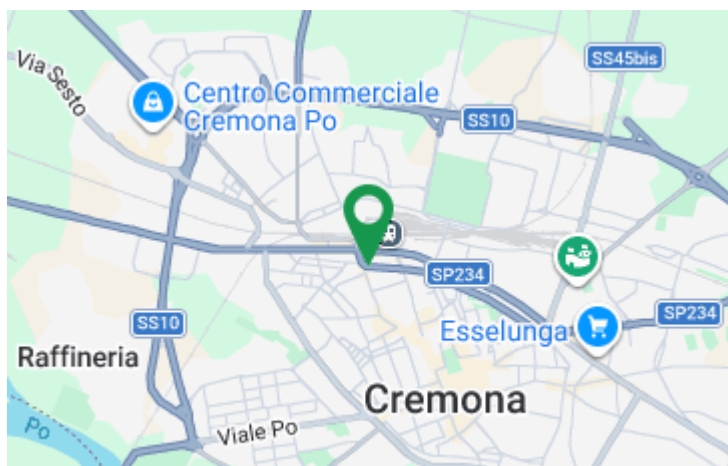 Via Sesto
SS45bis
Centro Commerciale
Cremona Po
SS10
SP234
SP234
SS10
Esselunga
Raffineria
Cremona
Po
Viale Po